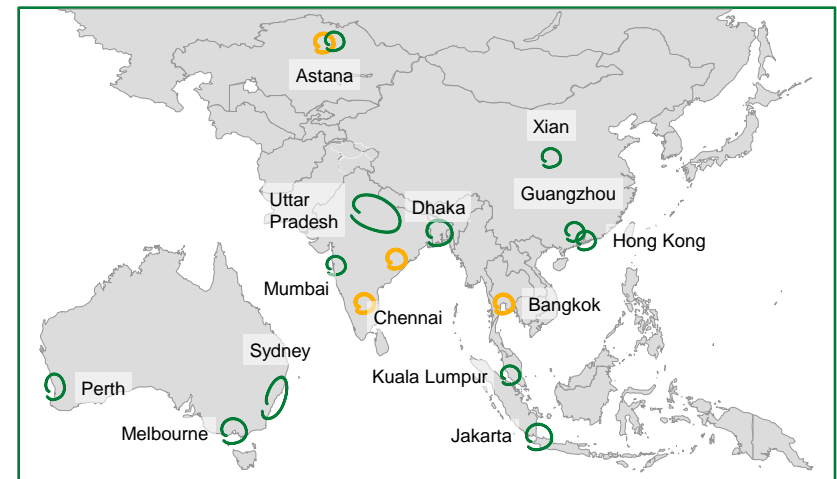 Astana
Xian
Guangzhou
Uttar
Pradesh
Dhaka
Hong Kong
Mumbai
Chennai
Bangkok
Sydney
Perth
Kuala Lumpur
Melbourne
Jakarta